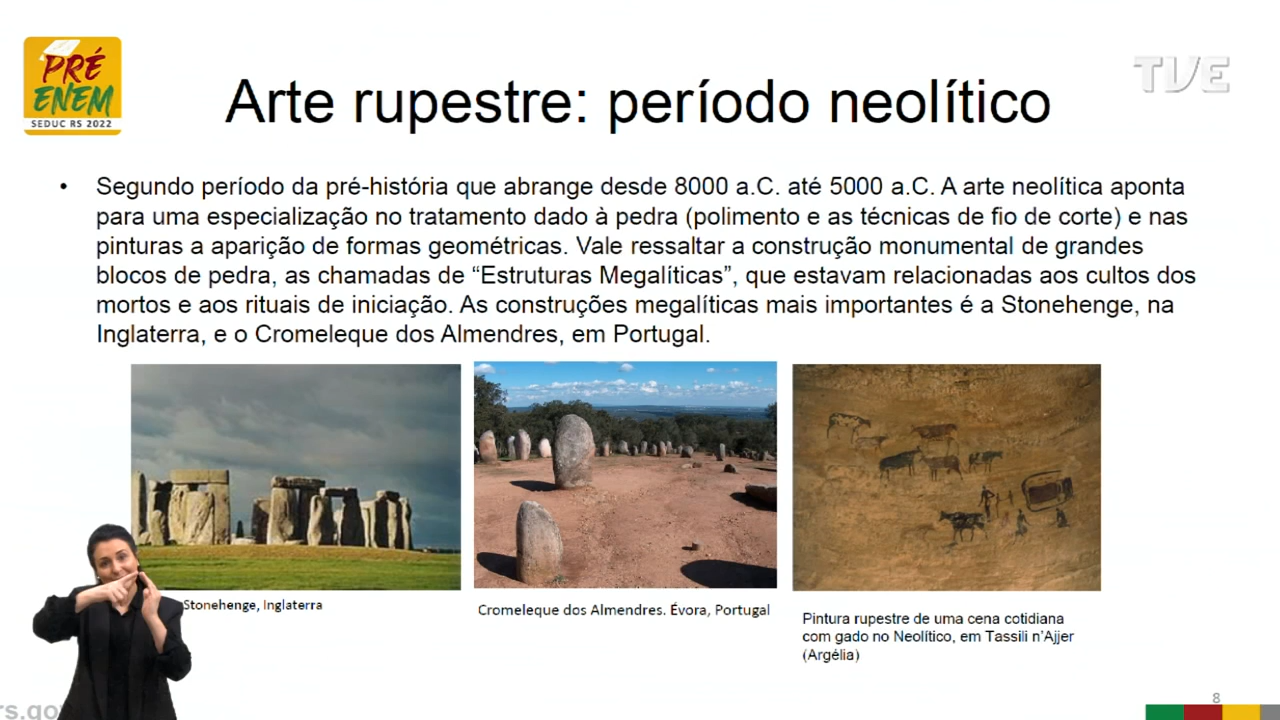 PRÉ
ENEM
SEDUC RS 2022
TVE
Arte rupestre: período neolítico
• Segundo período da pré-história que abrange desde 8000 a.C. até 5000 a.C. A arte neolítica aponta
para uma especialização no tratamento dado à pedra (polimento e as técnicas de fio de corte) e nas
pinturas a aparição de formas geométricas. Vale ressaltar a construção monumental de grandes
blocos de pedra, as chamadas de “Estruturas Megalíticas”, que estavam relacionadas aos cultos dos
mortos e aos rituais de iniciação. As construções megalíticas mais importantes é a Stonehenge, na
Inglaterra, e o Cromeleque dos Almendres, em Portugal.
Stonehenge, Inglaterra
Cromeleque dos Almendres. Évora, Portugal
Pintura rupestre de uma cena cotidiana
com gado no Neolítico, em Tassili n’Ajjer
(Argélia)
8